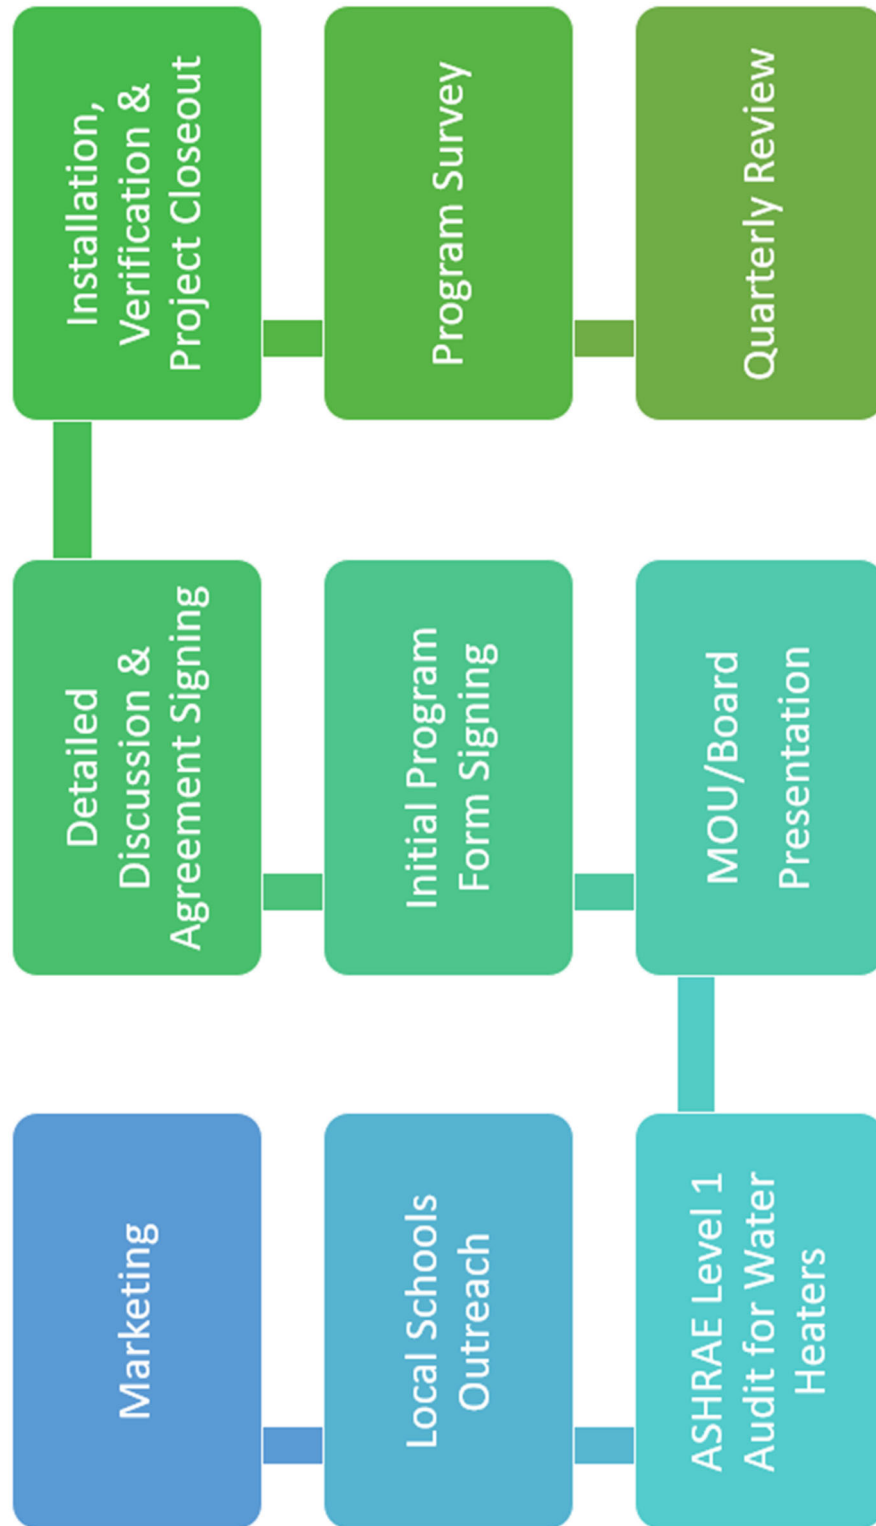 Marketing
Local Schools
Outreach
ASHRAE Level 1
Audit for Water
Heaters
MOU/Board
Presentation
Initial Program
Form Signing
Detailed
Discussion &
Agreement Signing
Installation,
Verification &
Project Closeout
Program Survey
Quarterly Review